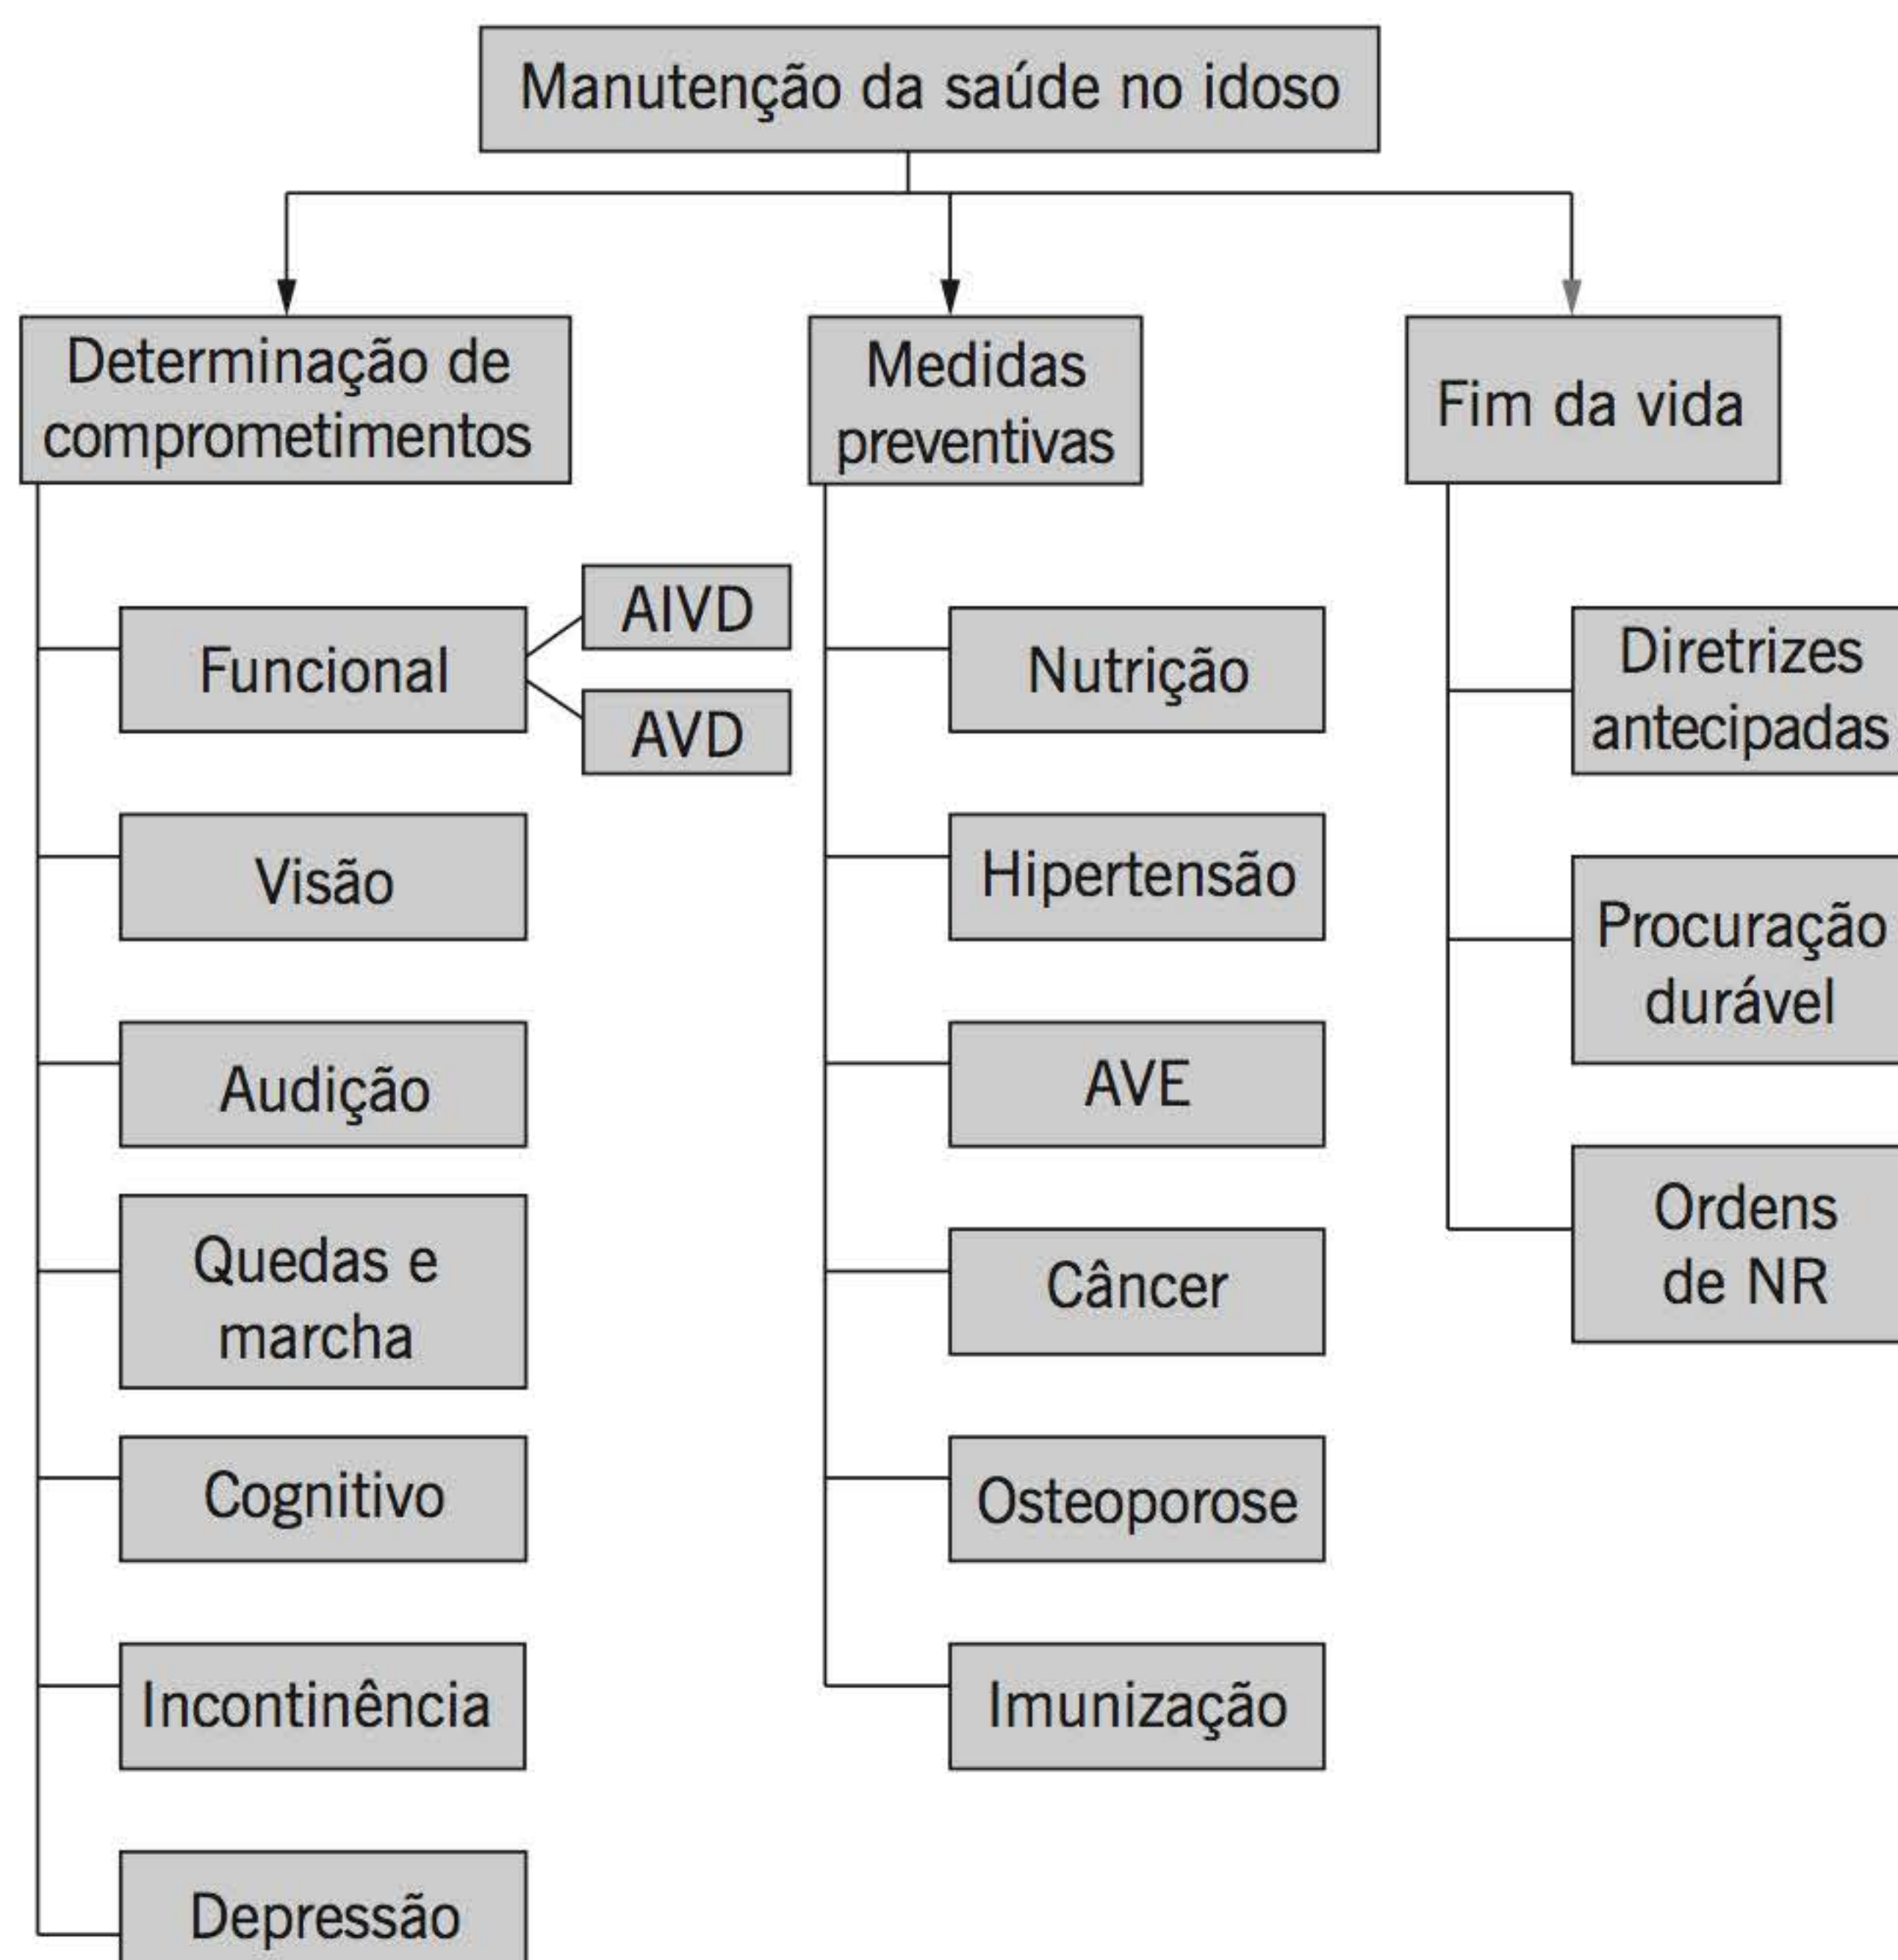 Manutenção da saúde no idoso
Determinação de
comprometimentos
Funcional
AIVD
AVD
Visão
Audição
Quedas e
marcha
Cognitivo
Incontinência
Depressão
Medidas
preventivas
Nutrição
Hipertensão
AVE
Câncer
Osteoporose
Imunização
Fim da vida
Diretrizes
antecipadas
Procuração
durável
Ordens
de NR